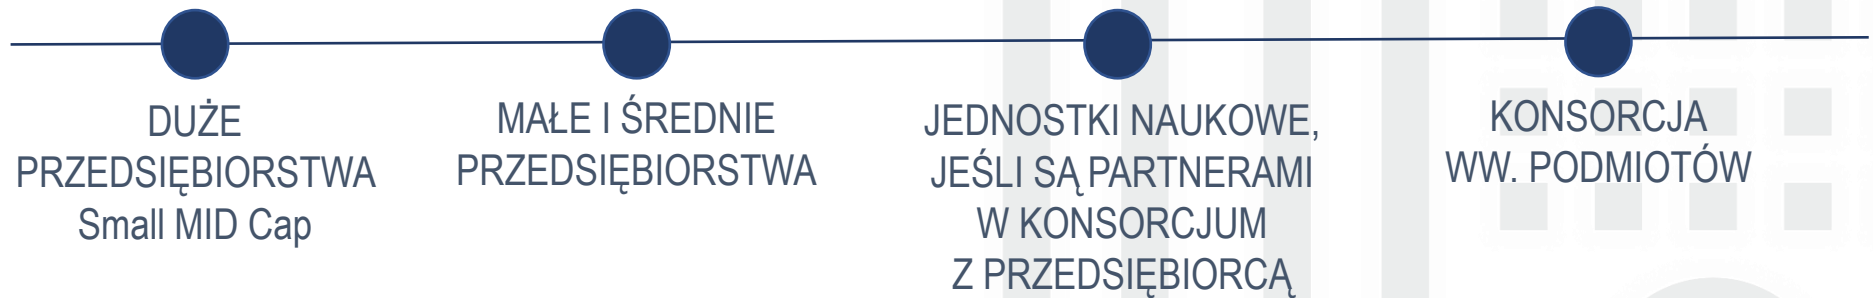 DUŻE
PRZEDSIĘBIORSTWA
Small MID Cap
MAŁE I ŚREDNIE
PRZEDSIĘBIORSTWA
JEDNOSTKI NAUKOWE,
JEŚLI SĄ PARTNERAMI
W KONSORCJUM
Z PRZEDSIĘBIORCĄ
KONSORCJA
WW. PODMIOTÓW